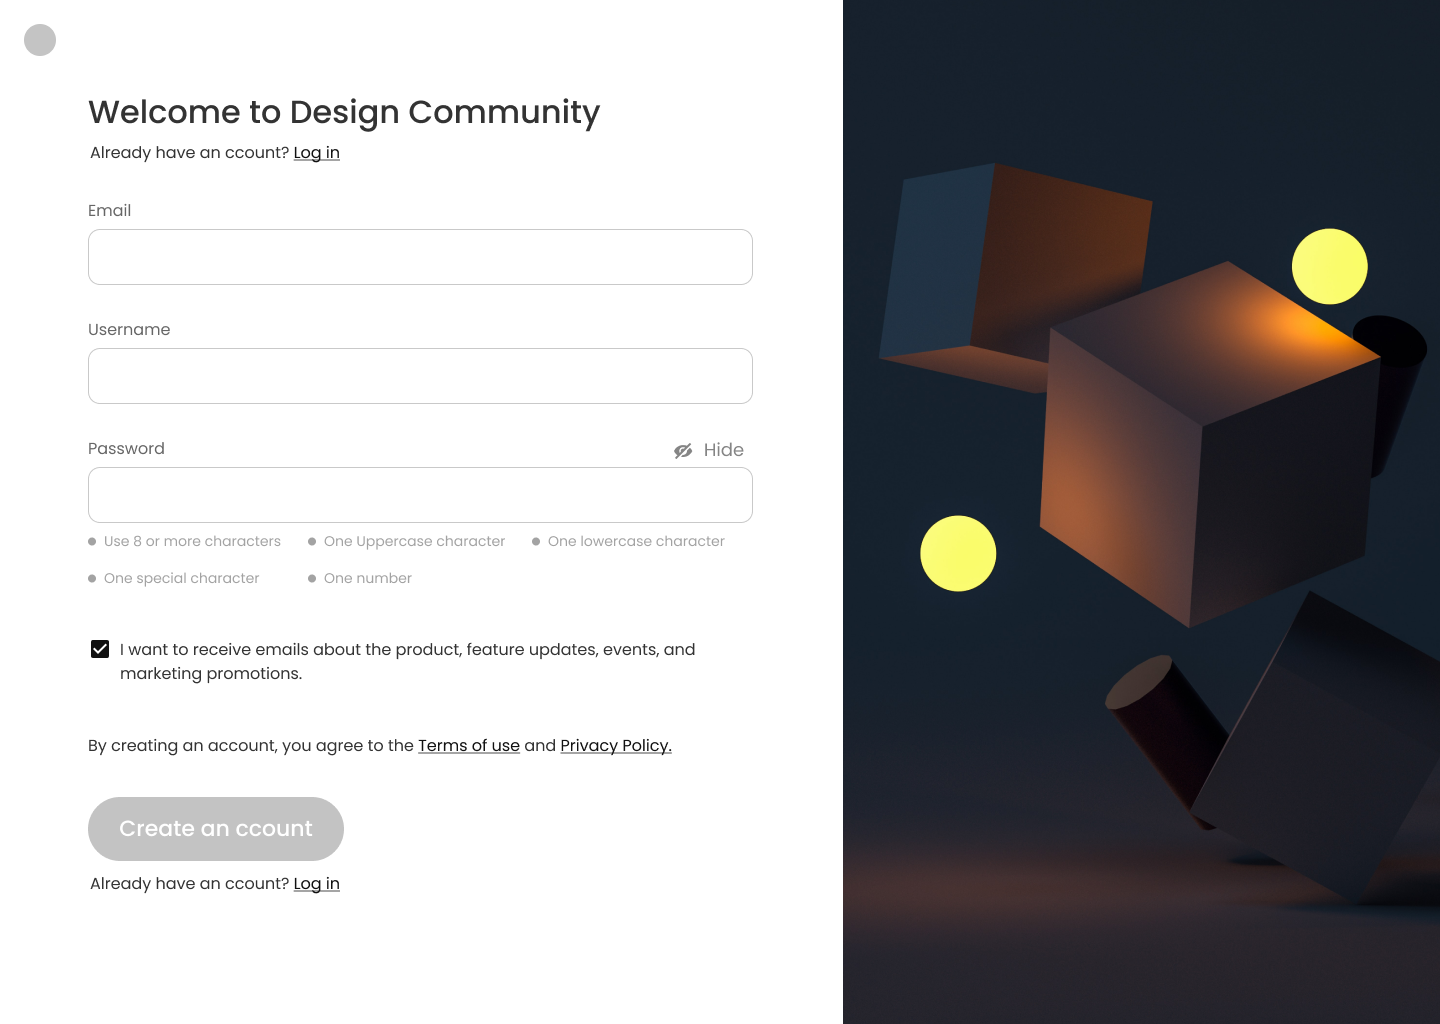 Welcome to Design Community
Already have an ccount? Log in
Email
Username
Password
Hide
Use 8 or more characters
One Uppercase character
One lowercase character
One special character
One number
I want to receive emails about the product, feature updates, events, and
marketing promotions.
By creating an account, you agree to the Terms of use and Privacy Policy.
Create an ccount
Already have an ccount? Log in